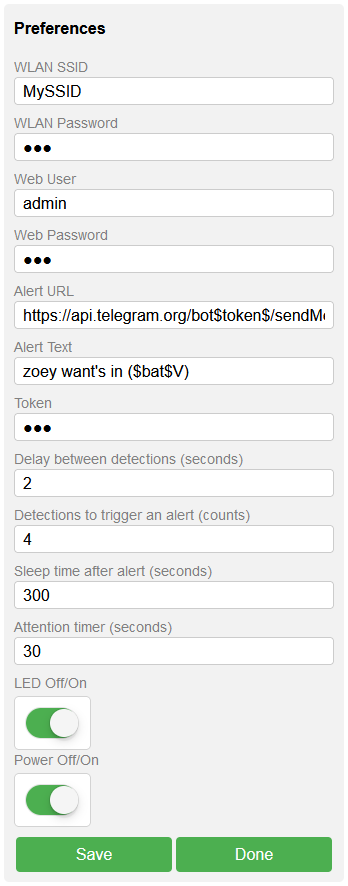 Preferences
WLAN SSID
MySSID
WLAN Password
●●●
Web User
admin
Web Password
●●●
Alert URL
https://api.telegram.org/bot$token$/sendMe
Alert Text
zoey want's in ($bat$V)
Token
●●●
Delay between detections (seconds)
2
Detections to trigger an alert (counts)
4
Sleep time after alert (seconds)
300
Attention timer (seconds)
30
LED Off/On
Power Off/On
Save Done